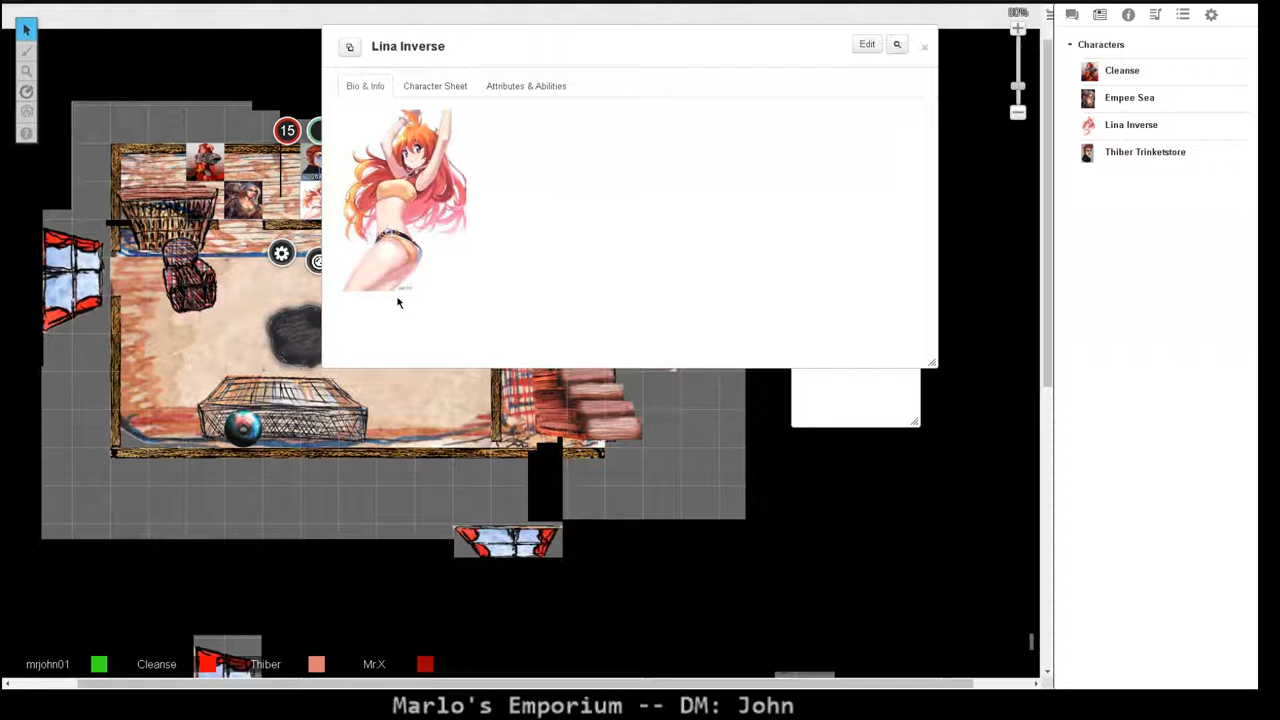 80%
Lina Inverse
Edit
Bio & Info
Character Sheet
Attributes & Abilities
15
Characters
Cleanse
Empee Sea
Lina Inverse
Thiber Trinketstore
mrjohn01
Cleanse
Thiber
Mr.X
Marlo's Emporium -- DM: John